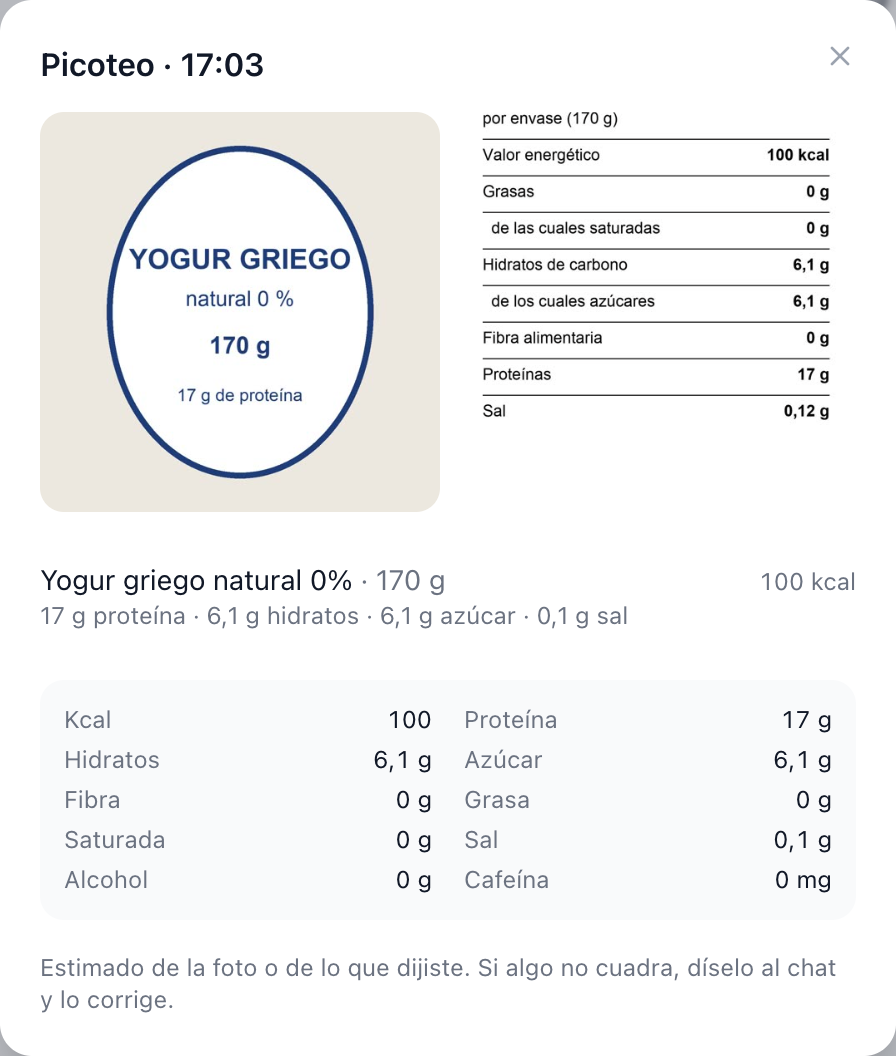 Picoteo · 17:03
YOGUR GRIEGO
natural 0 %
170 g
17 g de proteína
por envase (170 g)
Valor energético 100 kcal
Grasas 0 g
de las cuales saturadas 0 g
Hidratos de carbono 6,1 g
de los cuales azúcares 6,1 g
Fibra alimentaria 0 g
Proteínas 17 g
Sal 0,12 g
Yogur griego natural 0% · 170 g 100 kcal
17 g proteína · 6,1 g hidratos · 6,1 g azúcar · 0,1 g sal
Kcal 100 Proteína 17 g
Hidratos 6,1 g Azúcar 6,1 g
Fibra 0 g Grasa 0 g
Saturada 0 g Sal 0,1 g
Alcohol 0 g Cafeína 0 mg
Estimado de la foto o de lo que dijiste. Si algo no cuadra, díselo al chat
y lo corrige.